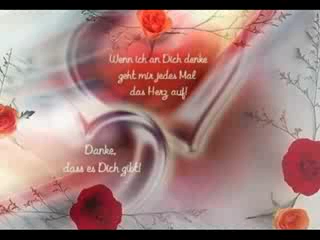 Wenn ich an Dich denke
geht mir jedes Mal
das Herz auf!
Danke,
dass es Dich gibt!